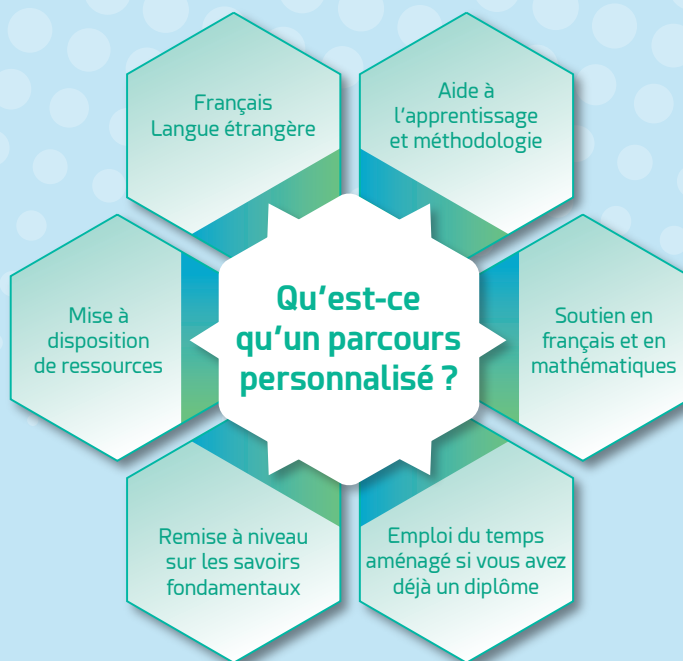 Français
Langue étrangère
Aide à
l'apprentissage
et méthodologie
Mise à
disposition
de ressources
Qu'est-ce
qu'un parcours
personnalisé ?
Soutien en
français et en
mathématiques
Remise à niveau
sur les savoirs
fondamentaux
Emploi du temps
aménagé si vous avez
déjà un diplôme